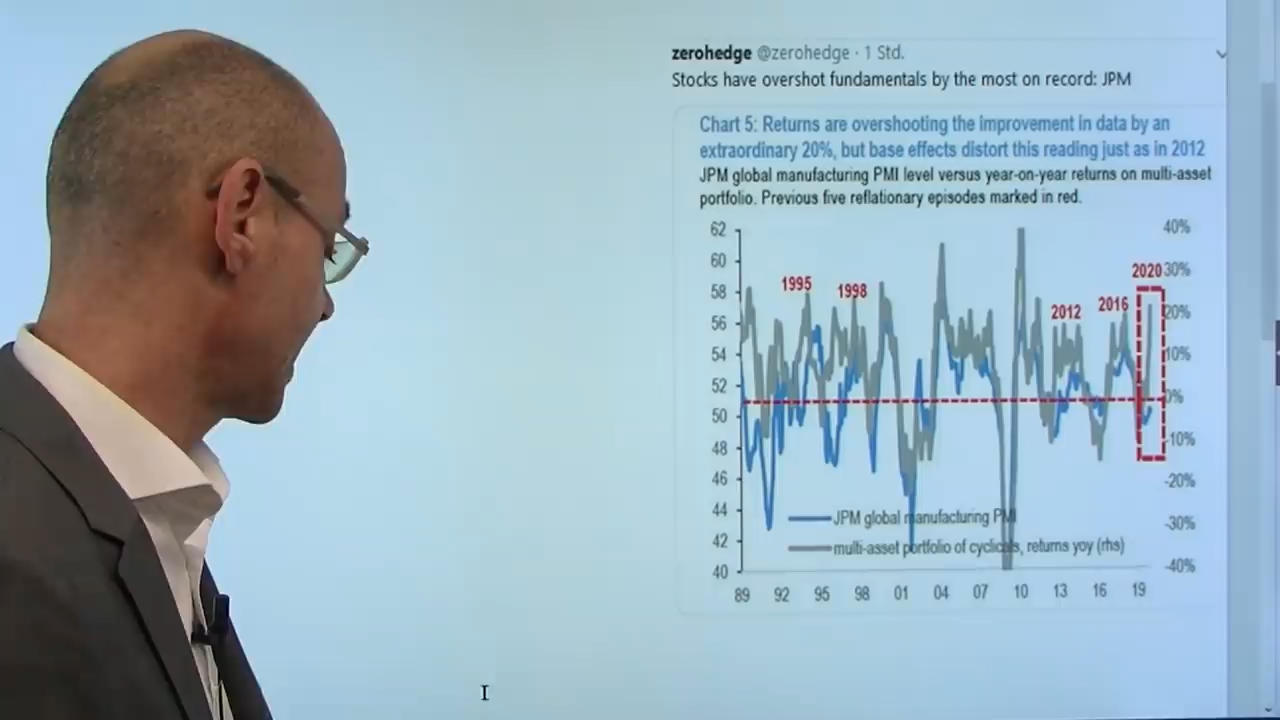 zerohedge @zerohedge · 1 Std.
Stocks have overshot fundamentals by the most on record: JPM
Chart 5: Returns are overshooting the improvement in data by an
extraordinary 20%, but base effects distort this reading just as in 2012
JPM global manufacturing PMI level versus year-on-year returns on multi-asset
portfolio. Previous five reflationary episodes marked in red.
62 40%
60 2020 30%
58 1995 1998 2012 2016 20%
56
54 10%
52 0%
50
48 -10%
46 -20%
44 JPM global manufacturing PMI -30%
42 multi-asset portfolio of cyclicals, returns yoy (rhs)
40 -40%
89 92 95 98 01 04 07 10 13 16 19